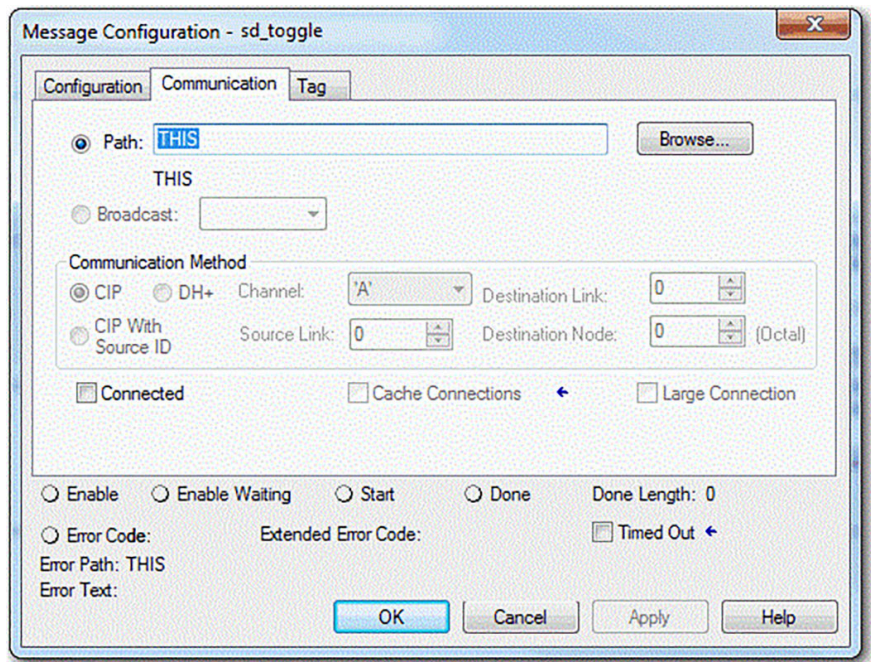 Message Configuration - sd_toggle
X
Configuration Communication Tag
Path: THIS Browse...
THIS
Broadcast:
Communication Method
CIP DH+ Channel: 'A' Destination Link: 0
CIP With Source ID Source Link: 0 Destination Node: 0 (Octal)
Connected Cache Connections ← Large Connection
Enable Enable Waiting Start Done Done Length: 0
Error Code: Extended Error Code: Timed Out ←
Error Path: THIS
Error Text:
OK Cancel Apply Help